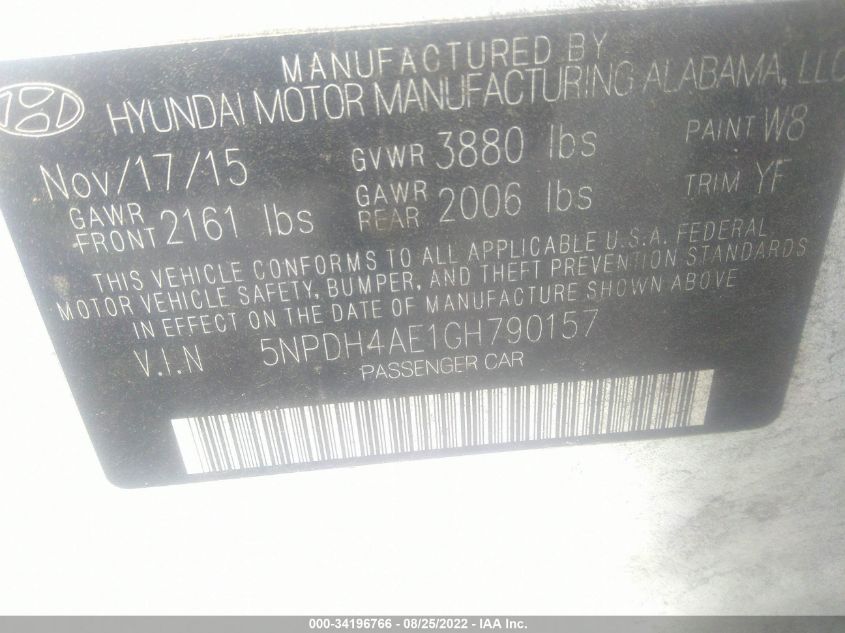 MANUFACTURED BY
HYUNDAI MOTOR MANUFACTURING ALABAMA, LLC
Nov/17/15 GVWR 3880 lbs PAINT W8
GAWR FRONT 2161 lbs GAWR REAR 2006 lbs TRIM YF
THIS VEHICLE CONFORMS TO ALL APPLICABLE U.S.A. FEDERAL
MOTOR VEHICLE SAFETY, BUMPER, AND THEFT PREVENTION STANDARDS
IN EFFECT ON THE DATE OF MANUFACTURE SHOWN ABOVE
V.I.N 5NPDH4AE1GH790157
PASSENGER CAR
000-34196766 - 08/25/2022 - IAA Inc.